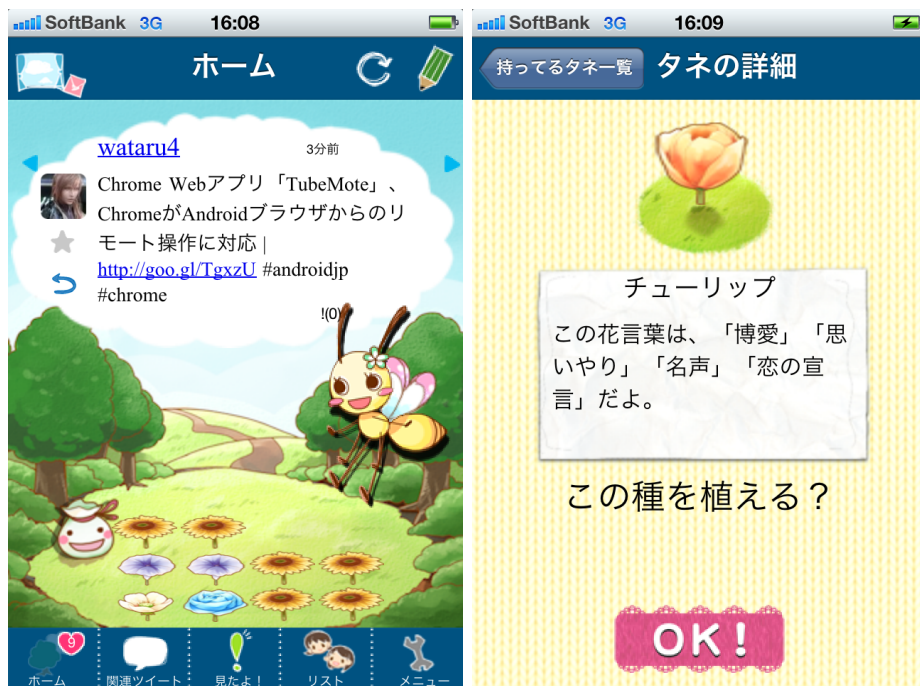 SoftBank 3G 16:08
ホーム
wataru4 3分前
Chrome Webアプリ「TubeMote」、
ChromeがAndroidブラウザからのリ
モート操作に対応 |
http://goo.gl/TgxzU #androidjp
#chrome
!(0)
9
ホーム 関連ツイート 見たよ！ リスト メニュー
SoftBank 3G 16:09
持ってるタネ一覧 タネの詳細
チューリップ
この花言葉は、「博愛」「思
いやり」「名声」「恋の宣
言」だよ。
この種を植える？
OK！